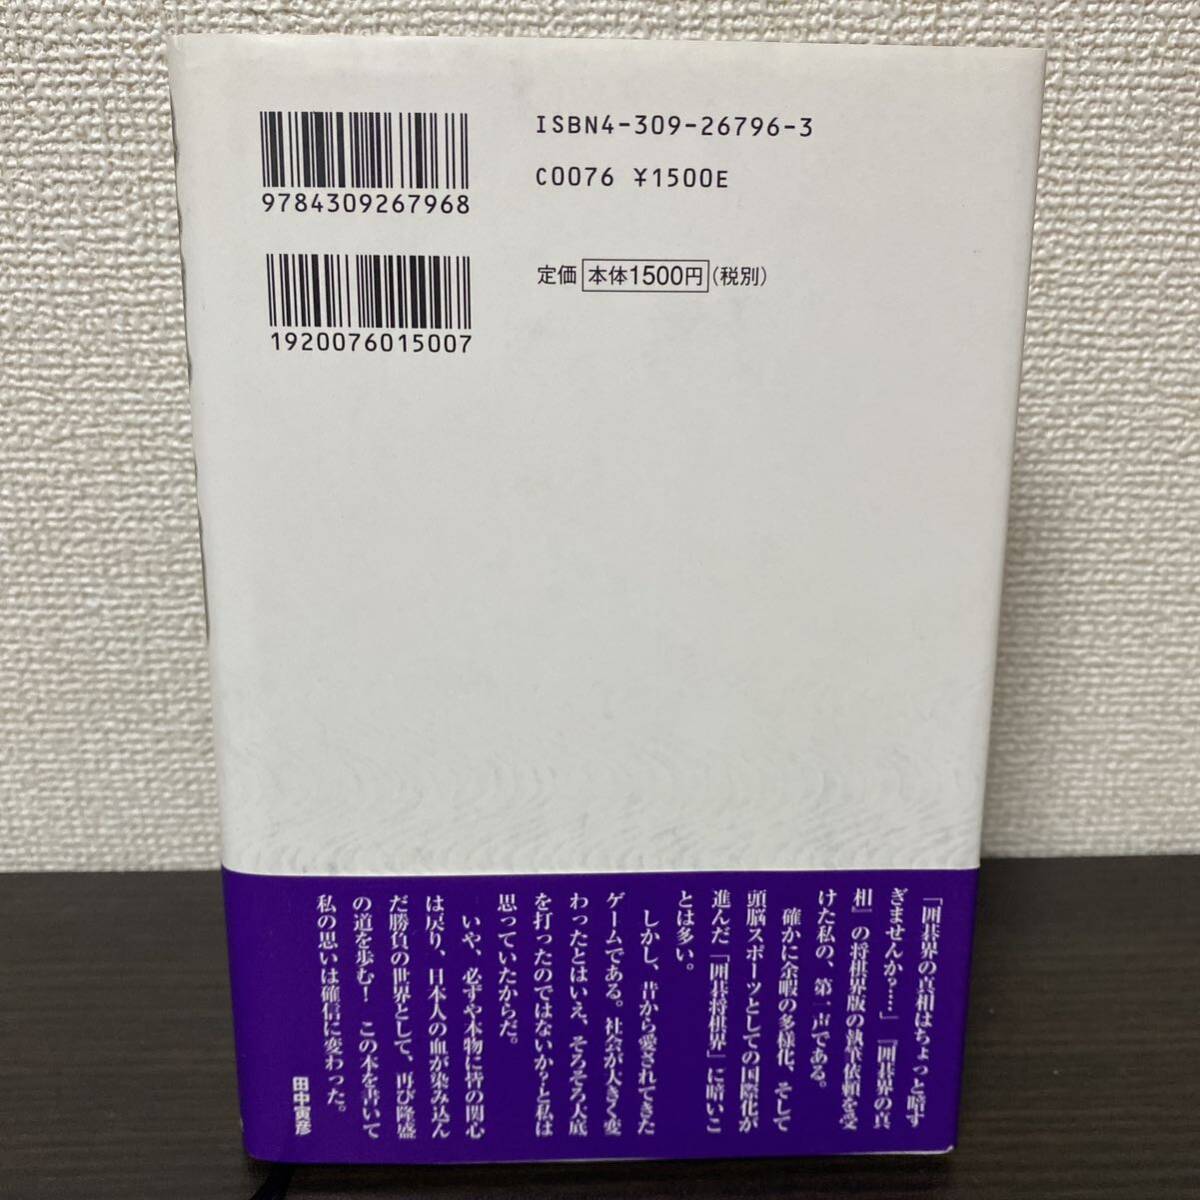 ISBN4-309-26796-3
9784309267968
C0076 ¥1500E
定価 本体1500円(税別)
1920076015007
「囲碁界の真相はちょっと暗す
ぎませんか?…」『囲碁界の真
相』の将棋界版の執筆依頼を受
けた私の、第一声である。
確かに余暇の多様化、そして
頭脳スポーツとしての国際化が
進んだ「囲碁将棋界」に暗いこ
とは多い。
しかし、昔から愛されてきた
ゲームである。社会が大きく変
わったとはいえ、そろそろ大底
を打ったのではないか?と私は
思っていたからだ。
いや、必ずや本物に皆の関心
は戻り、日本人の血が染み込ん
だ勝負の世界として、再び隆盛
の道を歩む! この本を書いて
私の思いは確信に変わった。
田中寅彦